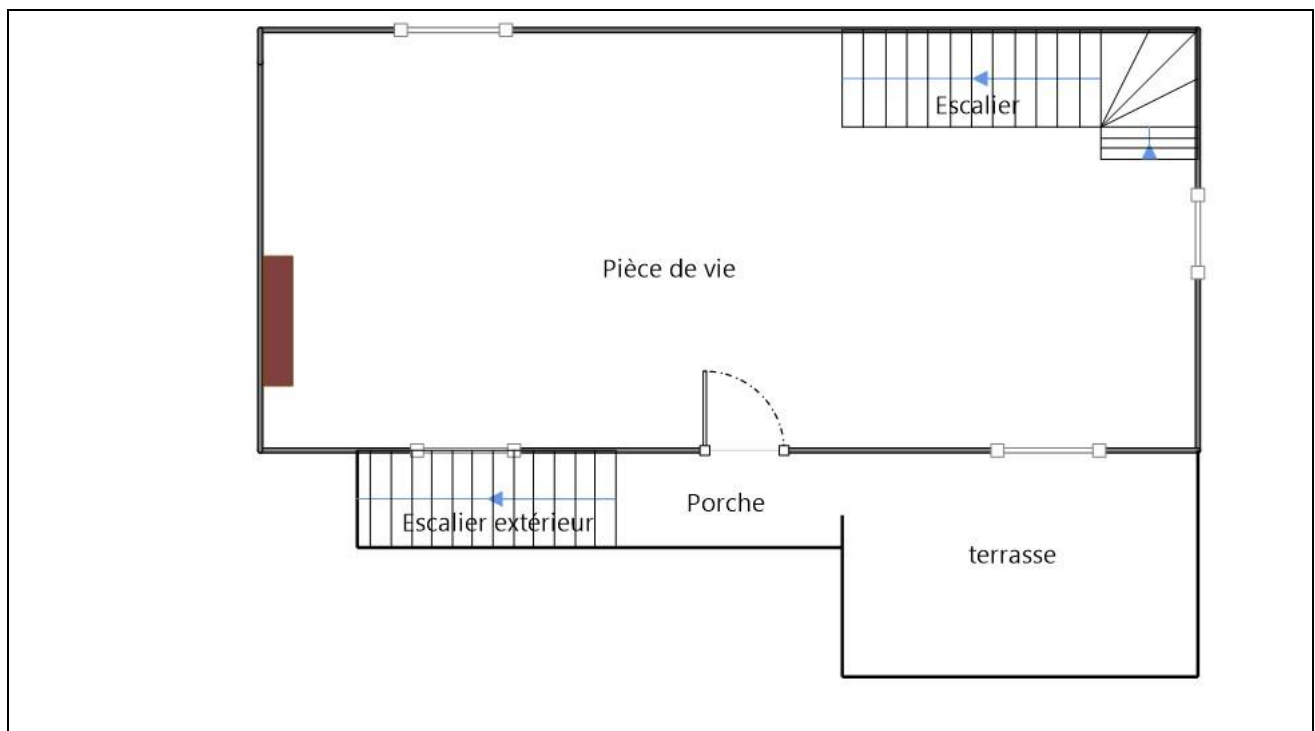 Escalier
Pièce de vie
Porche
Escalier extérieur
terrasse